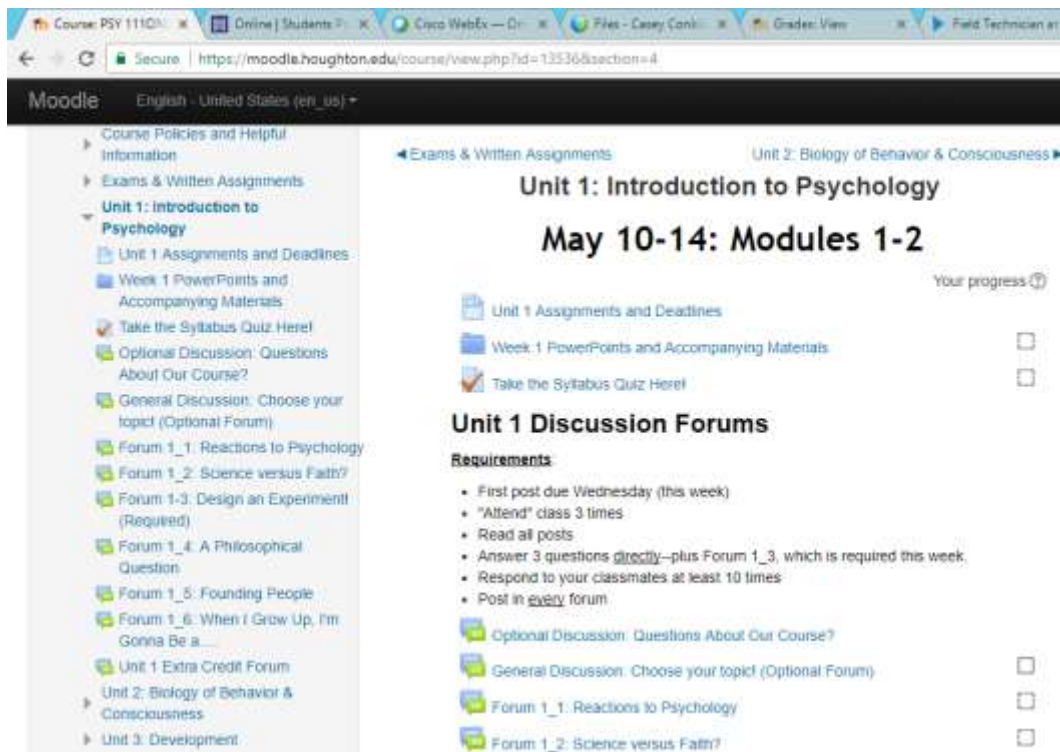 Course: PSY 111ON
Online | Students
Cisco WebEx —
Files - Casey
Grader: View
Field Technician
Secure https://moodle.houghton.edu/course/view.php?id=13536&section=4
Moodle English - United States (en_us)
Course Policies and Helpful
Information
Exams & Written Assignments
Unit 1: Introduction to
Psychology
Unit 1 Assignments and Deadlines
Week 1 PowerPoints and
Accompanying Materials
Take the Syllabus Quiz Here!
Optional Discussion: Questions
About Our Course?
General Discussion: Choose your
topic! (Optional Forum)
Forum 1_1: Reactions to Psychology
Forum 1_2: Science versus Faith?
Forum 1-3: Design an Experiment!
(Required)
Forum 1_4: A Philosophical
Question
Forum 1_5: Founding People
Forum 1_6: When I Grow Up, I'm
Gonna Be a....
Unit 1 Extra Credit Forum
Unit 2: Biology of Behavior &
Consciousness
Unit 3: Development
◄Exams & Written Assignments
Unit 2: Biology of Behavior & Consciousness►
Unit 1: Introduction to Psychology
May 10-14: Modules 1-2
Your progress
Unit 1 Assignments and Deadlines
Week 1 PowerPoints and Accompanying Materials
Take the Syllabus Quiz Here!
Unit 1 Discussion Forums
Requirements:
• First post due Wednesday (this week)
• "Attend" class 3 times
• Read all posts
• Answer 3 questions directly--plus Forum 1_3, which is required this week.
• Respond to your classmates at least 10 times
• Post in every forum
Optional Discussion: Questions About Our Course?
General Discussion: Choose your topic! (Optional Forum)
Forum 1_1: Reactions to Psychology
Forum 1_2: Science versus Faith?